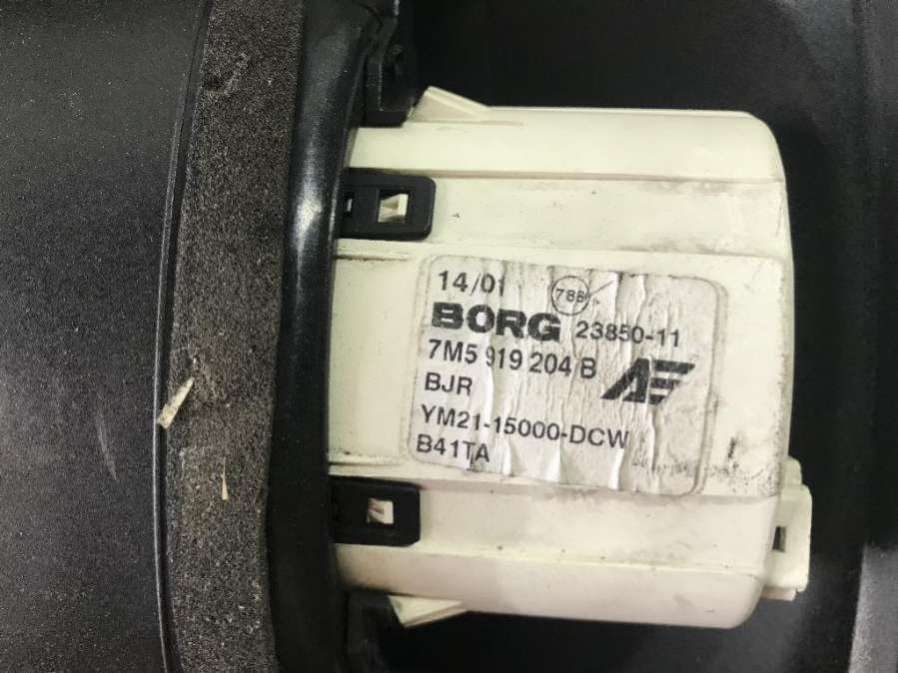 14/01 788
BORG 23850-11
7M5 919 204 B
BJR
YM21-15000-DCW
B41TA